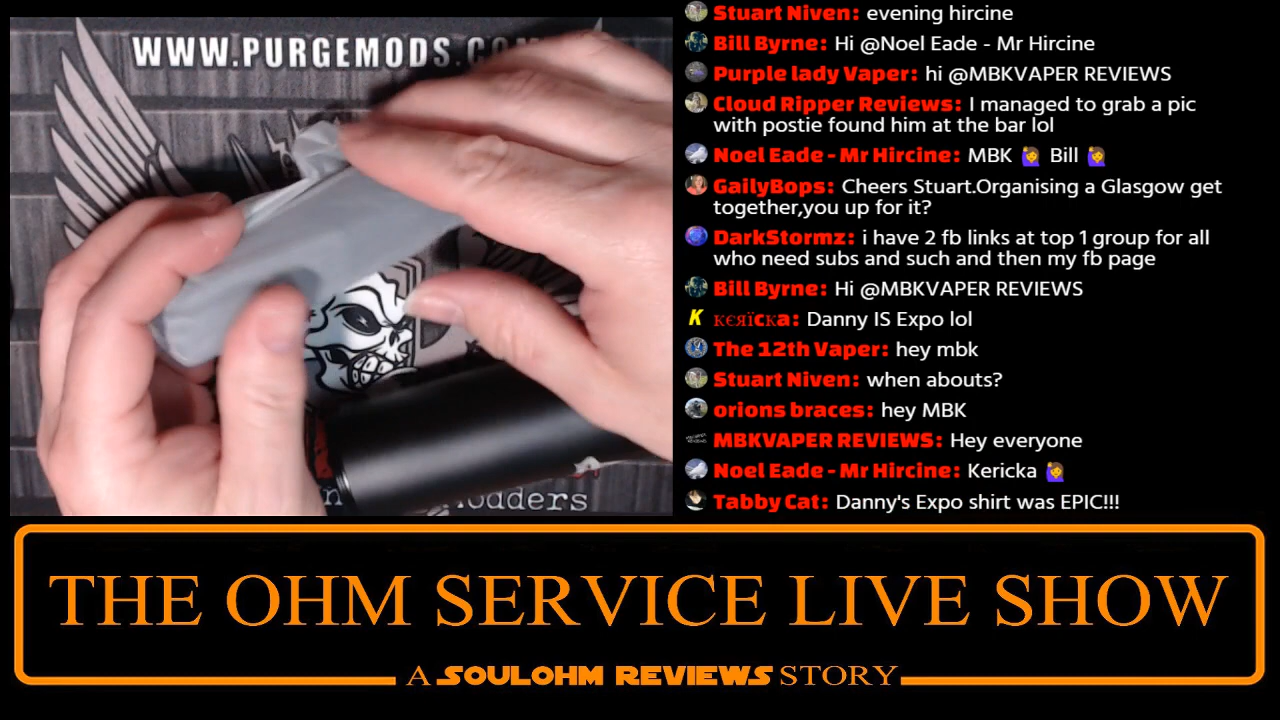 WWW.PURGEMODS.CO
Stuart Niven: evening hircine
Bill Byrne: Hi @Noel Eade - Mr Hircine
Purple lady Vaper: hi @MBKVAPER REVIEWS
Cloud Ripper Reviews: I managed to grab a pic
with postie found him at the bar lol
Noel Eade - Mr Hircine: MBK 🙋 Bill 🙋
GailyBops: Cheers Stuart.Organising a Glasgow get
together,you up for it?
DarkStormz: i have 2 fb links at top 1 group for all
who need subs and such and then my fb page
Bill Byrne: Hi @MBKVAPER REVIEWS
K кєяїcкa: Danny IS Expo lol
The 12th Vaper: hey mbk
Stuart Niven: when abouts?
orions braces: hey MBK
MBKVAPER REVIEWS: Hey everyone
Noel Eade - Mr Hircine: Kericka 🙋
Tabby Cat: Danny's Expo shirt was EPIC!!!
THE OHM SERVICE LIVE SHOW
A SOULOHM REVIEWS STORY